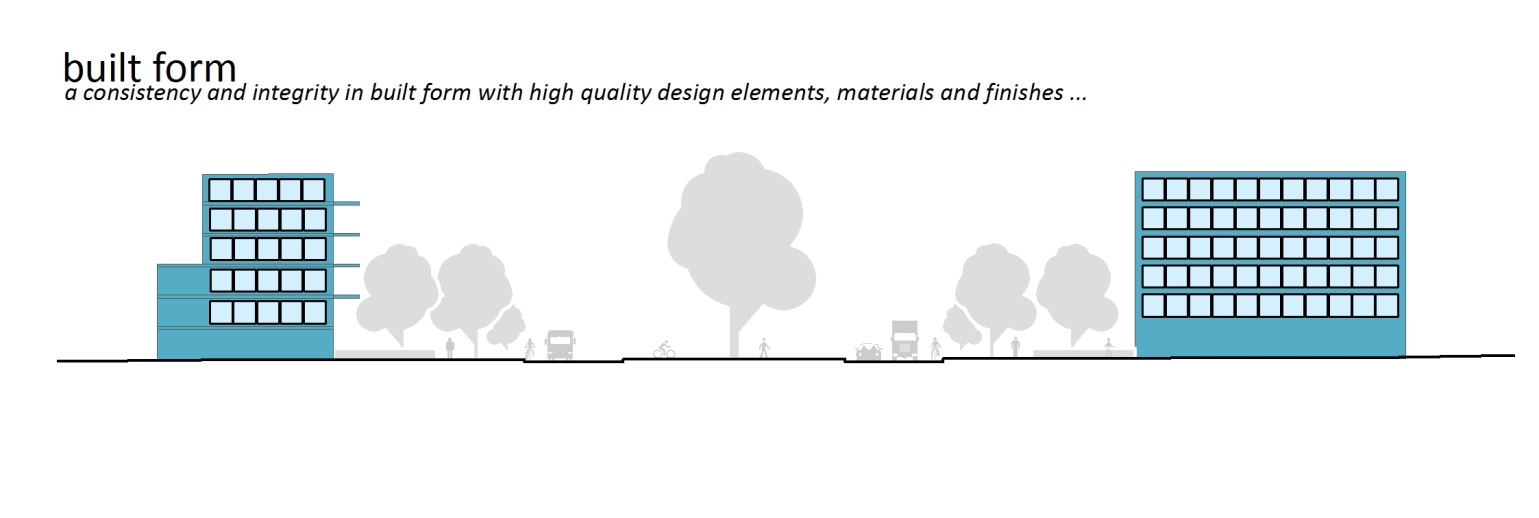 built form
a consistency and integrity in built form with high quality design elements, materials and finishes ...